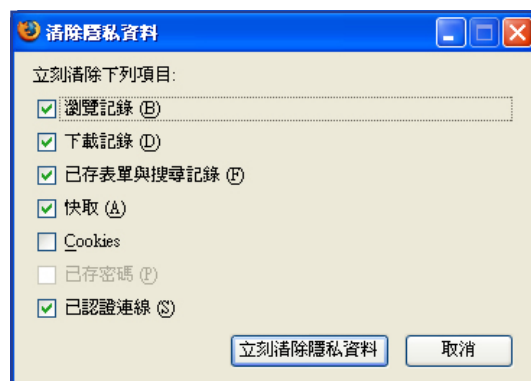 清除隱私資料
立刻清除下列項目:
瀏覽記錄 (B)
下載記錄 (D)
已存表單與搜尋記錄 (F)
快取 (A)
Cookies
已存密碼 (P)
已認證連線 (S)
立刻清除隱私資料 取消